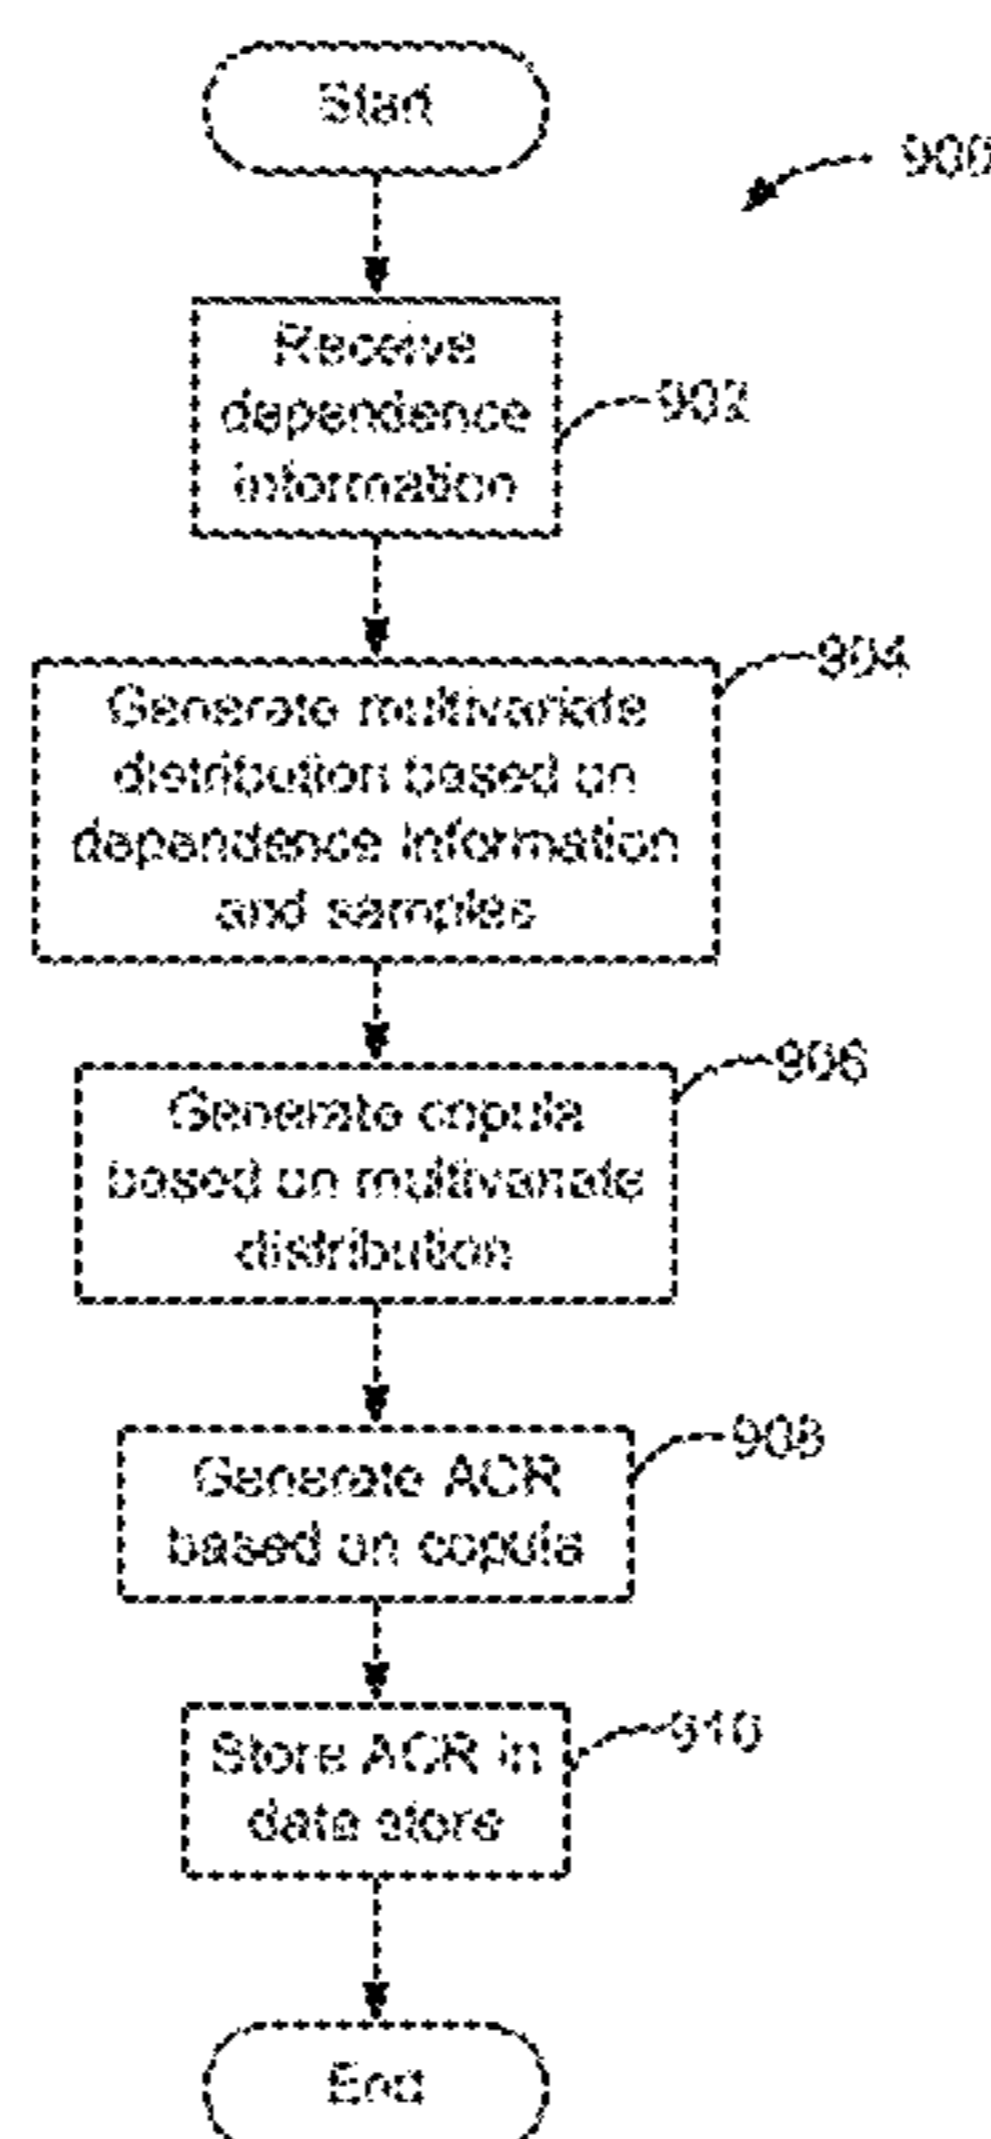 Start
900
Receive
dependence
information
902
Generate multivariate
distribution based on
dependence information
and samples
904
Generate copula
based on multivariate
distribution
906
Generate ACR
based on copula
908
Store ACR in
data store
910
End